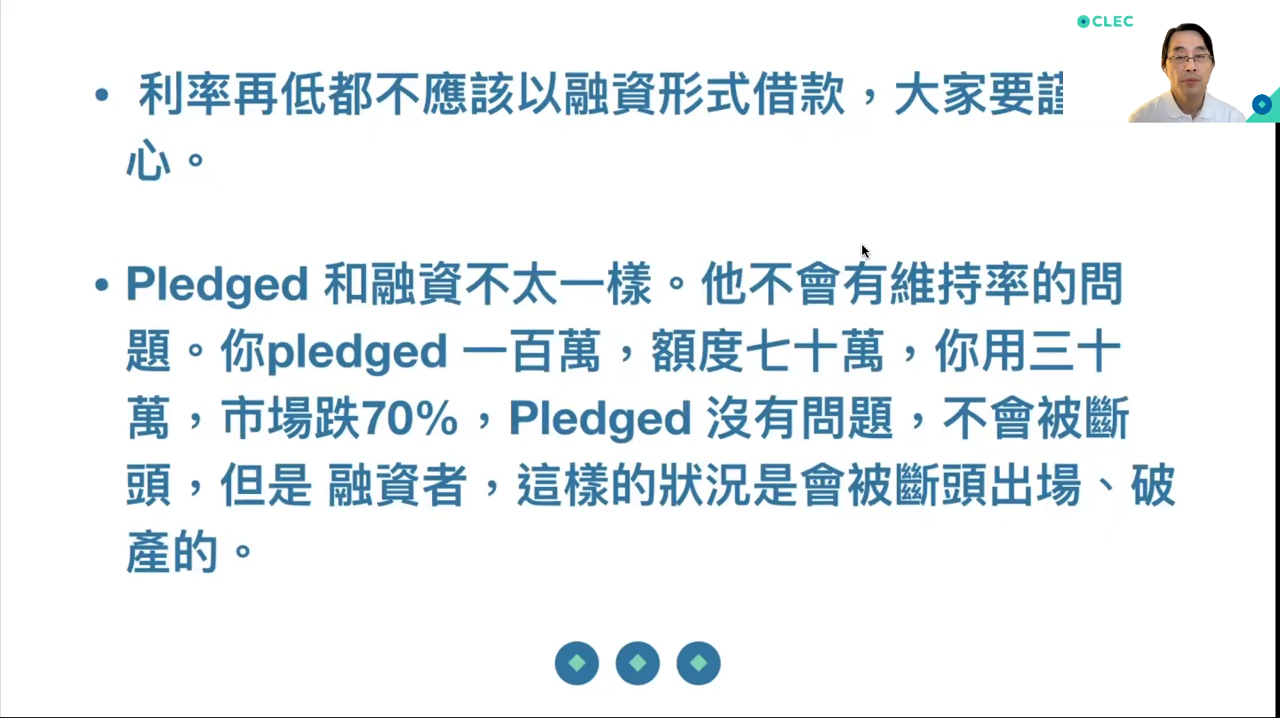 CLEC
• 利率再低都不應該以融資形式借款，大家要
心。
• Pledged 和融資不太一樣。他不會有維持率的問
題。你pledged 一百萬，額度七十萬，你用三十
萬，市場跌70%，Pledged 沒有問題，不會被斷
頭，但是 融資者，這樣的狀況是會被斷頭出場、破
產的。